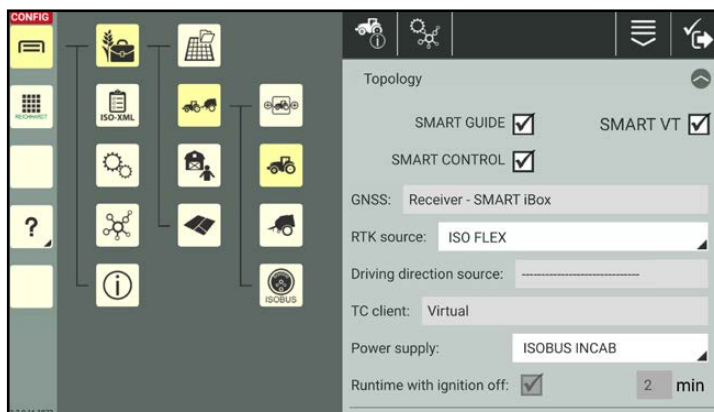 CONFIG
REICHHARDT
ISO-XML
?
ISOBUS
Topology
SMART GUIDE
SMART VT
SMART CONTROL
GNSS: Receiver - SMART iBox
RTK source: ISO FLEX
Driving direction source: -----------------------------
TC client: Virtual
Power supply: ISOBUS INCAB
Runtime with ignition off: 2 min